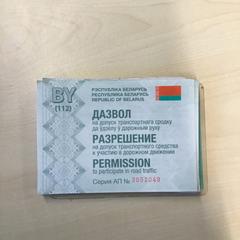 BY
(112)
РЭСПУБЛІКА БЕЛАРУСЬ
РЕСПУБЛИКА БЕЛАРУСЬ
REPUBLIC OF BELARUS
ДАЗВОЛ
на допуск транспартнага сродку
да ўдзелу ў дарожным руху
РАЗРЕШЕНИЕ
на допуск транспортного средства
к участию в дорожном движении
PERMISSION
to participate in road traffic
Серия АП №